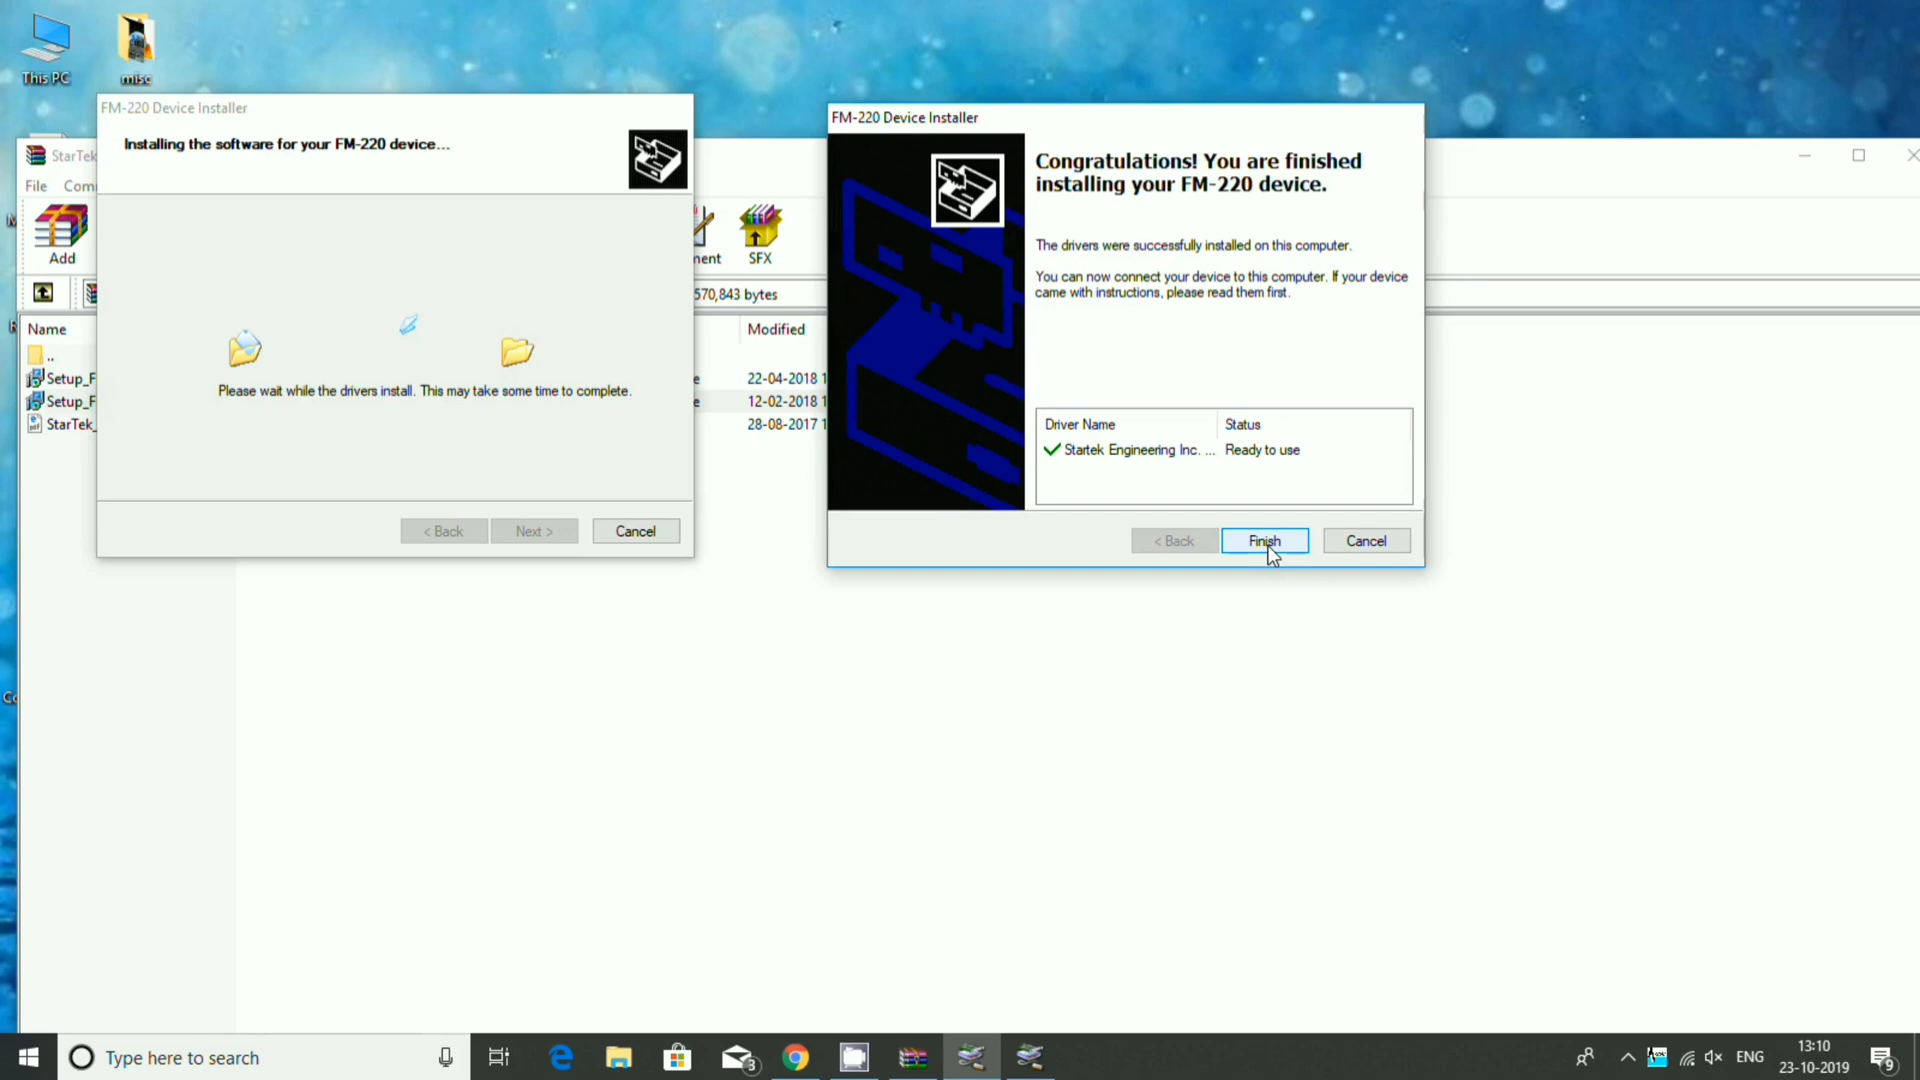 This PC
misc
FM-220 Device Installer
Installing the software for your FM-220 device...
StarTek
File
Add
SFX
570,843 bytes
Name
Modified
..
Setup_F
22-04-2018 1
Setup_F
12-02-2018 1
StarTek_
28-08-2017 1
Please wait while the drivers install. This may take some time to complete.
< Back
Next >
Cancel
FM-220 Device Installer
Congratulations! You are finished
installing your FM-220 device.
The drivers were successfully installed on this computer.
You can now connect your device to this computer. If your device
came with instructions, please read them first.
Driver Name
Status
Startek Engineering Inc. ...
Ready to use
< Back
Finish
Cancel
Type here to search
3
ENG
13:10
23-10-2019
9